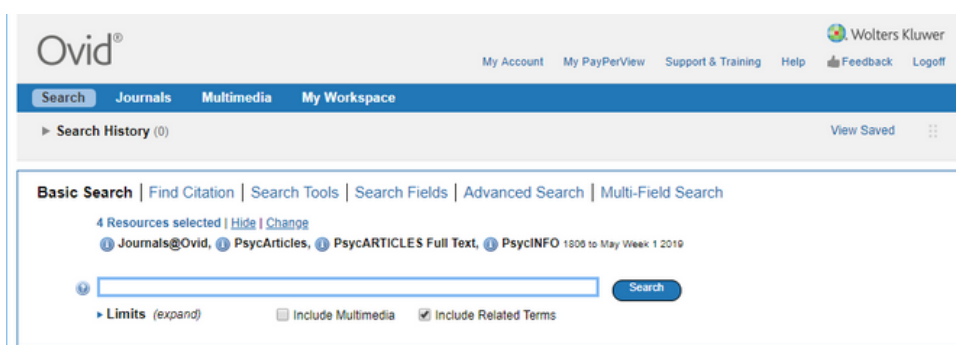 Ovid®
Wolters Kluwer
My Account My PayPerView Support & Training Help Feedback Logoff
Search Journals Multimedia My Workspace
Search History (0) View Saved
Basic Search | Find Citation | Search Tools | Search Fields | Advanced Search | Multi-Field Search
4 Resources selected | Hide | Change
Journals@Ovid, PsycArticles, PsycARTICLES Full Text, PsycINFO 1806 to May Week 1 2019
Search
Limits (expand) Include Multimedia Include Related Terms